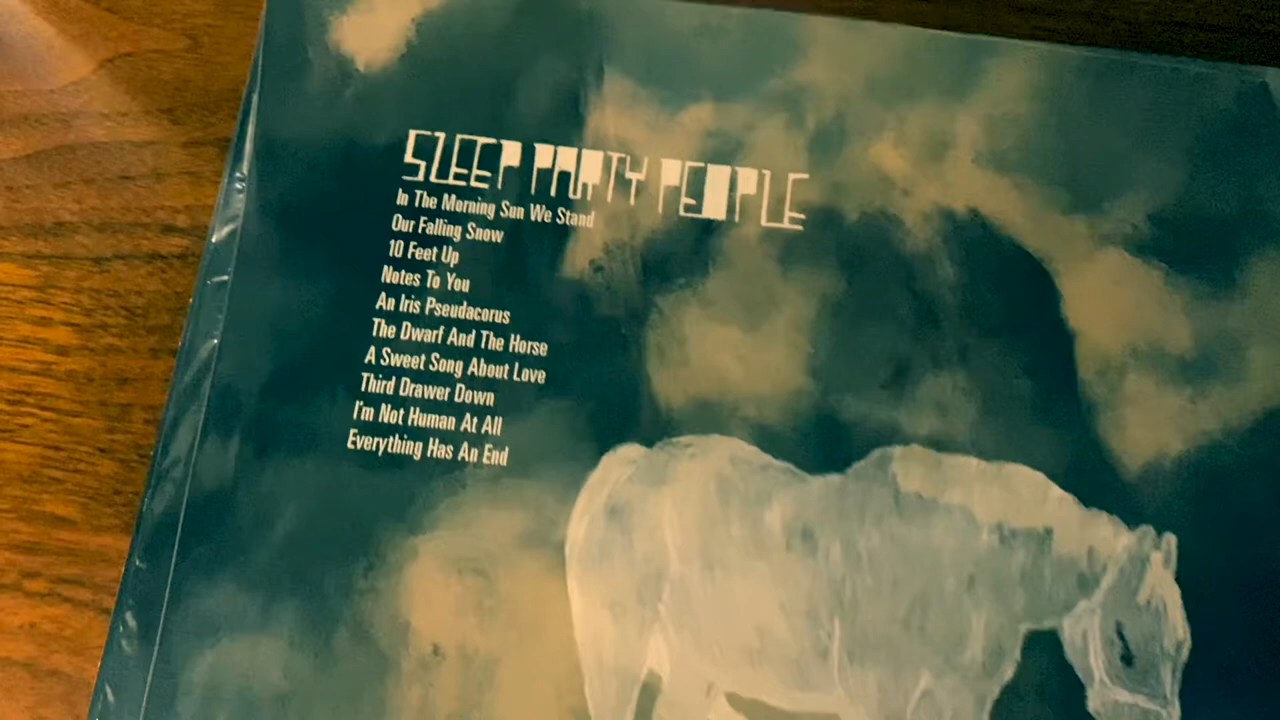 SLEEP PARTY PEOPLE
In The Morning Sun We Stand
Our Falling Snow
10 Feet Up
Notes To You
An Iris Pseudacorus
The Dwarf And The Horse
A Sweet Song About Love
Third Drawer Down
I'm Not Human At All
Everything Has An End